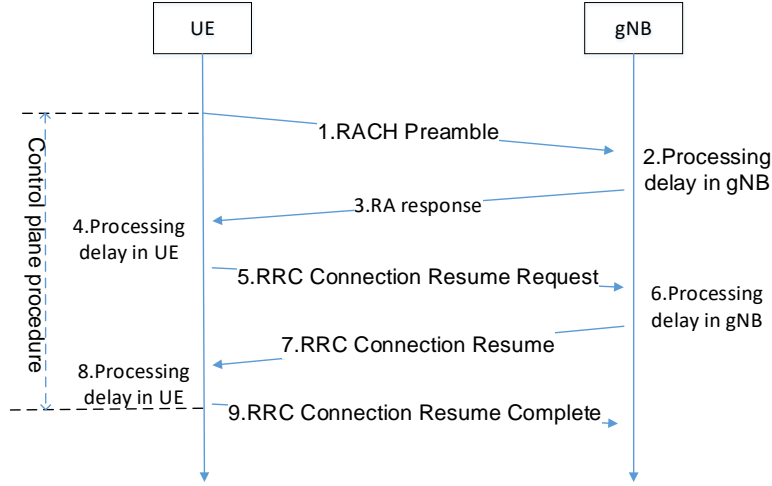 UE
gNB
1.RACH Preamble
2.Processing
delay in gNB
3.RA response
4.Processing
delay in UE
Control plane procedure
5.RRC Connection Resume Request
6.Processing
delay in gNB
7.RRC Connection Resume
8.Processing
delay in UE
9.RRC Connection Resume Complete